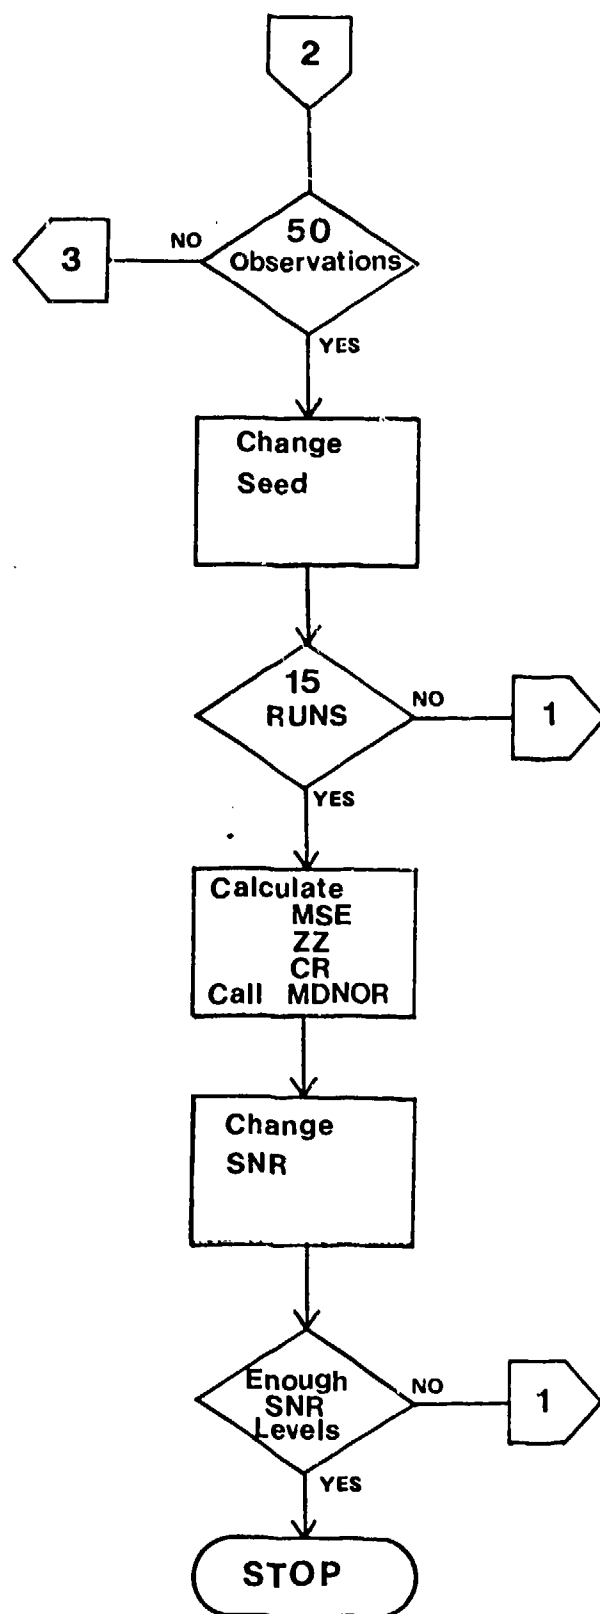 2
50
Observations
NO
3
YES
Change
Seed
15
RUNS
NO
1
YES
Calculate
MSE
ZZ
CR
Call MDNOR
Change
SNR
Enough
SNR
Levels
NO
1
YES
STOP